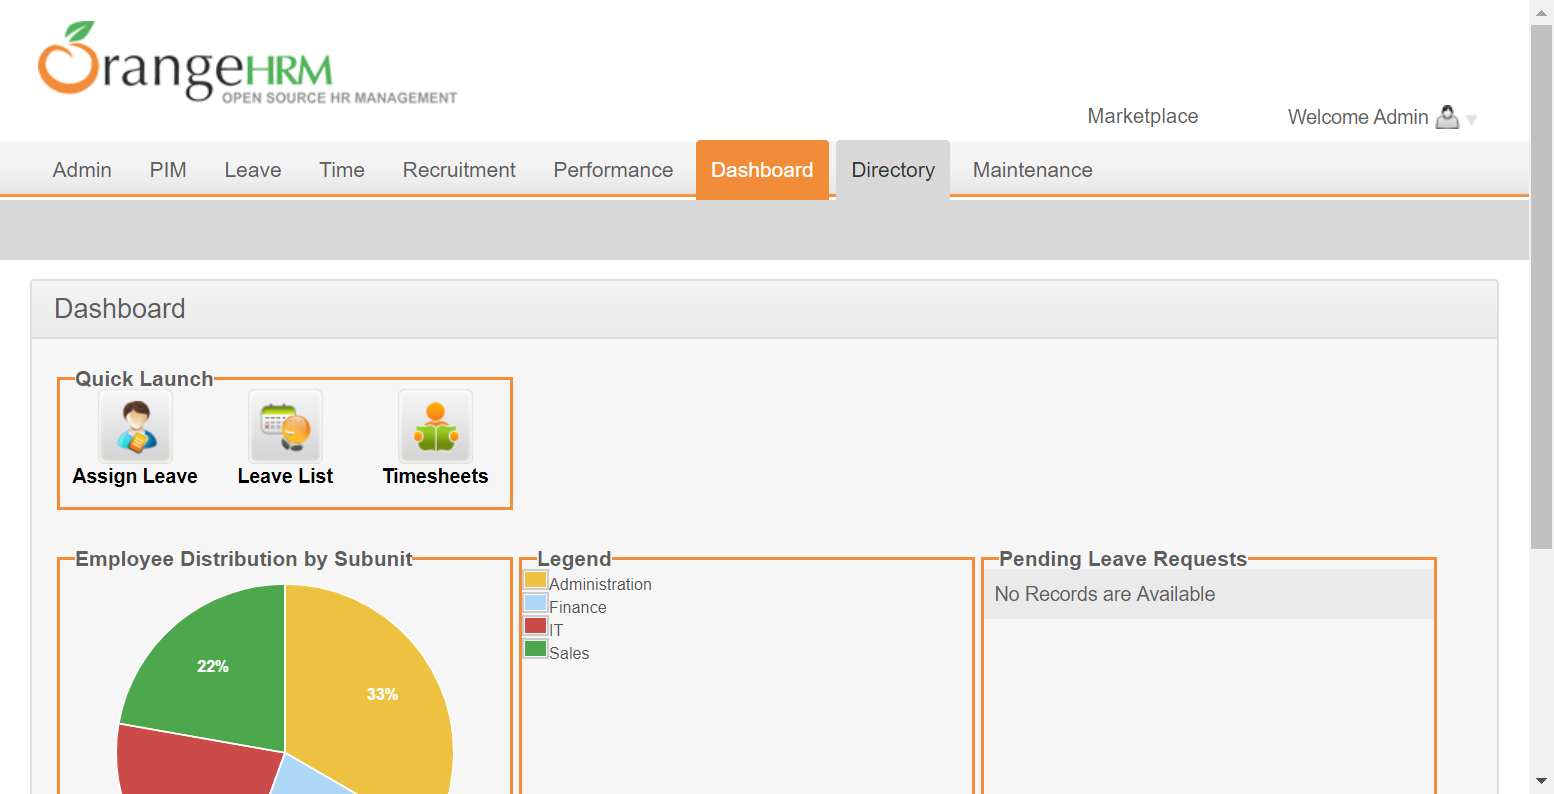 OrangeHRM
OPEN SOURCE HR MANAGEMENT
Marketplace
Welcome Admin
Admin PIM Leave Time Recruitment Performance Dashboard Directory Maintenance
Dashboard
Quick Launch
Assign Leave Leave List Timesheets
Employee Distribution by Subunit
22%
33%
Legend
Administration
Finance
IT
Sales
Pending Leave Requests
No Records are Available